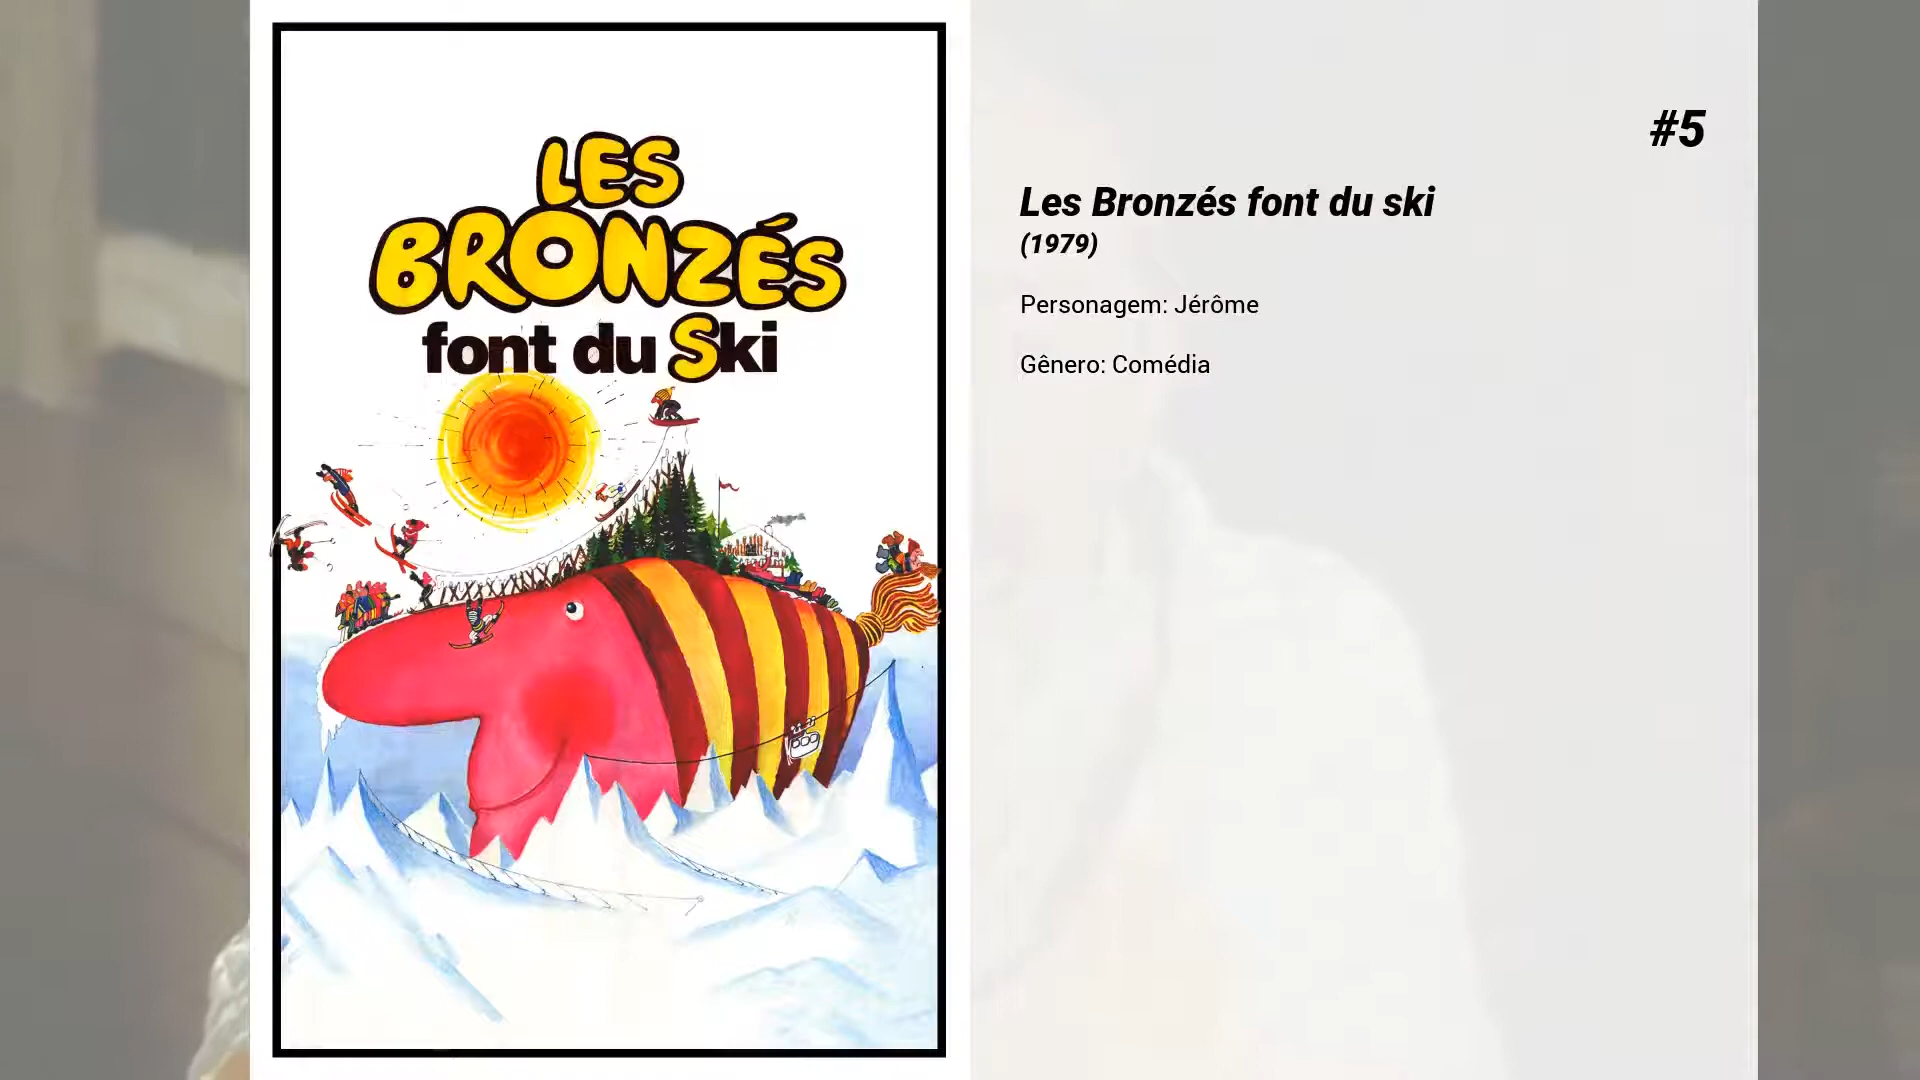 LES
BRONZÉS
font du Ski
#5
Les Bronzés font du ski
(1979)
Personagem: Jérôme
Gênero: Comédia